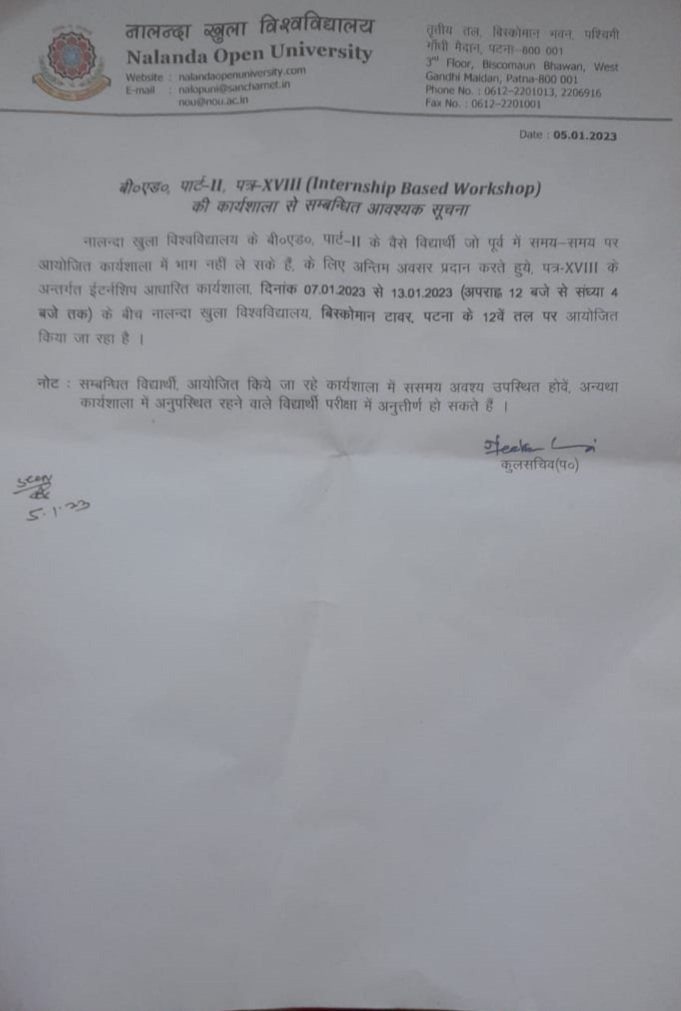 नालन्दा खुला विश्वविद्यालय
Nalanda Open University
Website : nalandaopenuniversity.com
E-mail : nalopuni@sancharnet.in
nou@nou.ac.in
तृतीय तल, बिस्कोमान भवन, पश्चिमी
गाँधी मैदान, पटना-800 001
3rd Floor, Biscomaun Bhawan, West
Gandhi Maidan, Patna-800 001
Phone No. : 0612-2201013, 2206916
Fax No. : 0612-2201001
Date : 05.01.2023
बी०एड०, पार्ट-II, पत्र-XVIII (Internship Based Workshop)
की कार्यशाला से सम्बन्धित आवश्यक सूचना
नालन्दा खुला विश्वविद्यालय के बी०एड०, पार्ट-II के वैसे विद्यार्थी जो पूर्व में समय-समय पर
आयोजित कार्यशाला में भाग नहीं ले सके हैं, के लिए अन्तिम अवसर प्रदान करते हुये, पत्र-XVIII के
अन्तर्गत इंटर्नशिप आधारित कार्यशाला, दिनांक 07.01.2023 से 13.01.2023 (अपराह्न 12 बजे से संध्या 4
बजे तक) के बीच नालन्दा खुला विश्वविद्यालय, बिस्कोमान टावर, पटना के 12वें तल पर आयोजित
किया जा रहा है ।
नोट : सम्बन्धित विद्यार्थी, आयोजित किये जा रहे कार्यशाला में ससमय अवश्य उपस्थित होवें, अन्यथा
कार्यशाला में अनुपस्थित रहने वाले विद्यार्थी परीक्षा में अनुत्तीर्ण हो सकते हैं ।
कुलसचिव(प०)
Seen
5.1.23